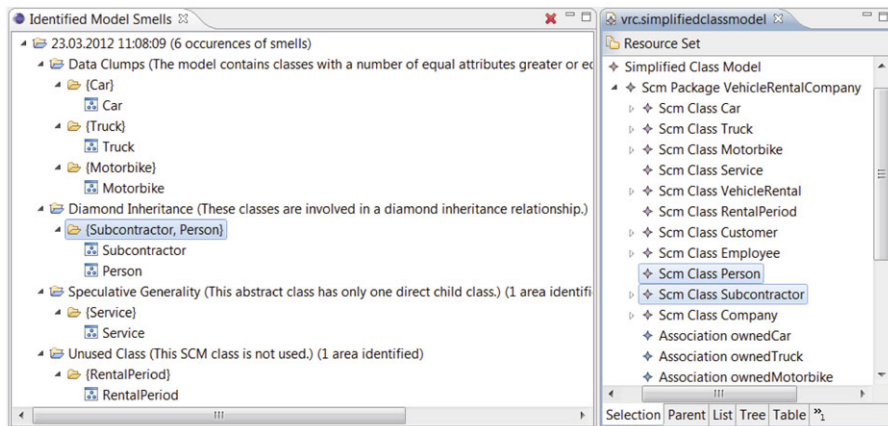 Identified Model Smells
23.03.2012 11:08:09 (6 occurences of smells)
Data Clumps (The model contains classes with a number of equal attributes greater or eq
{Car}
Car
{Truck}
Truck
{Motorbike}
Motorbike
Diamond Inheritance (These classes are involved in a diamond inheritance relationship.)
{Subcontractor, Person}
Subcontractor
Person
Speculative Generality (This abstract class has only one direct child class.) (1 area identifi
{Service}
Service
Unused Class (This SCM class is not used.) (1 area identified)
{RentalPeriod}
RentalPeriod
vrc.simplifiedclassmodel
Resource Set
Simplified Class Model
Scm Package VehicleRentalCompany
Scm Class Car
Scm Class Truck
Scm Class Motorbike
Scm Class Service
Scm Class VehicleRental
Scm Class RentalPeriod
Scm Class Customer
Scm Class Employee
Scm Class Person
Scm Class Subcontractor
Scm Class Company
Association ownedCar
Association ownedTruck
Association ownedMotorbike
Selection Parent List Tree Table »1